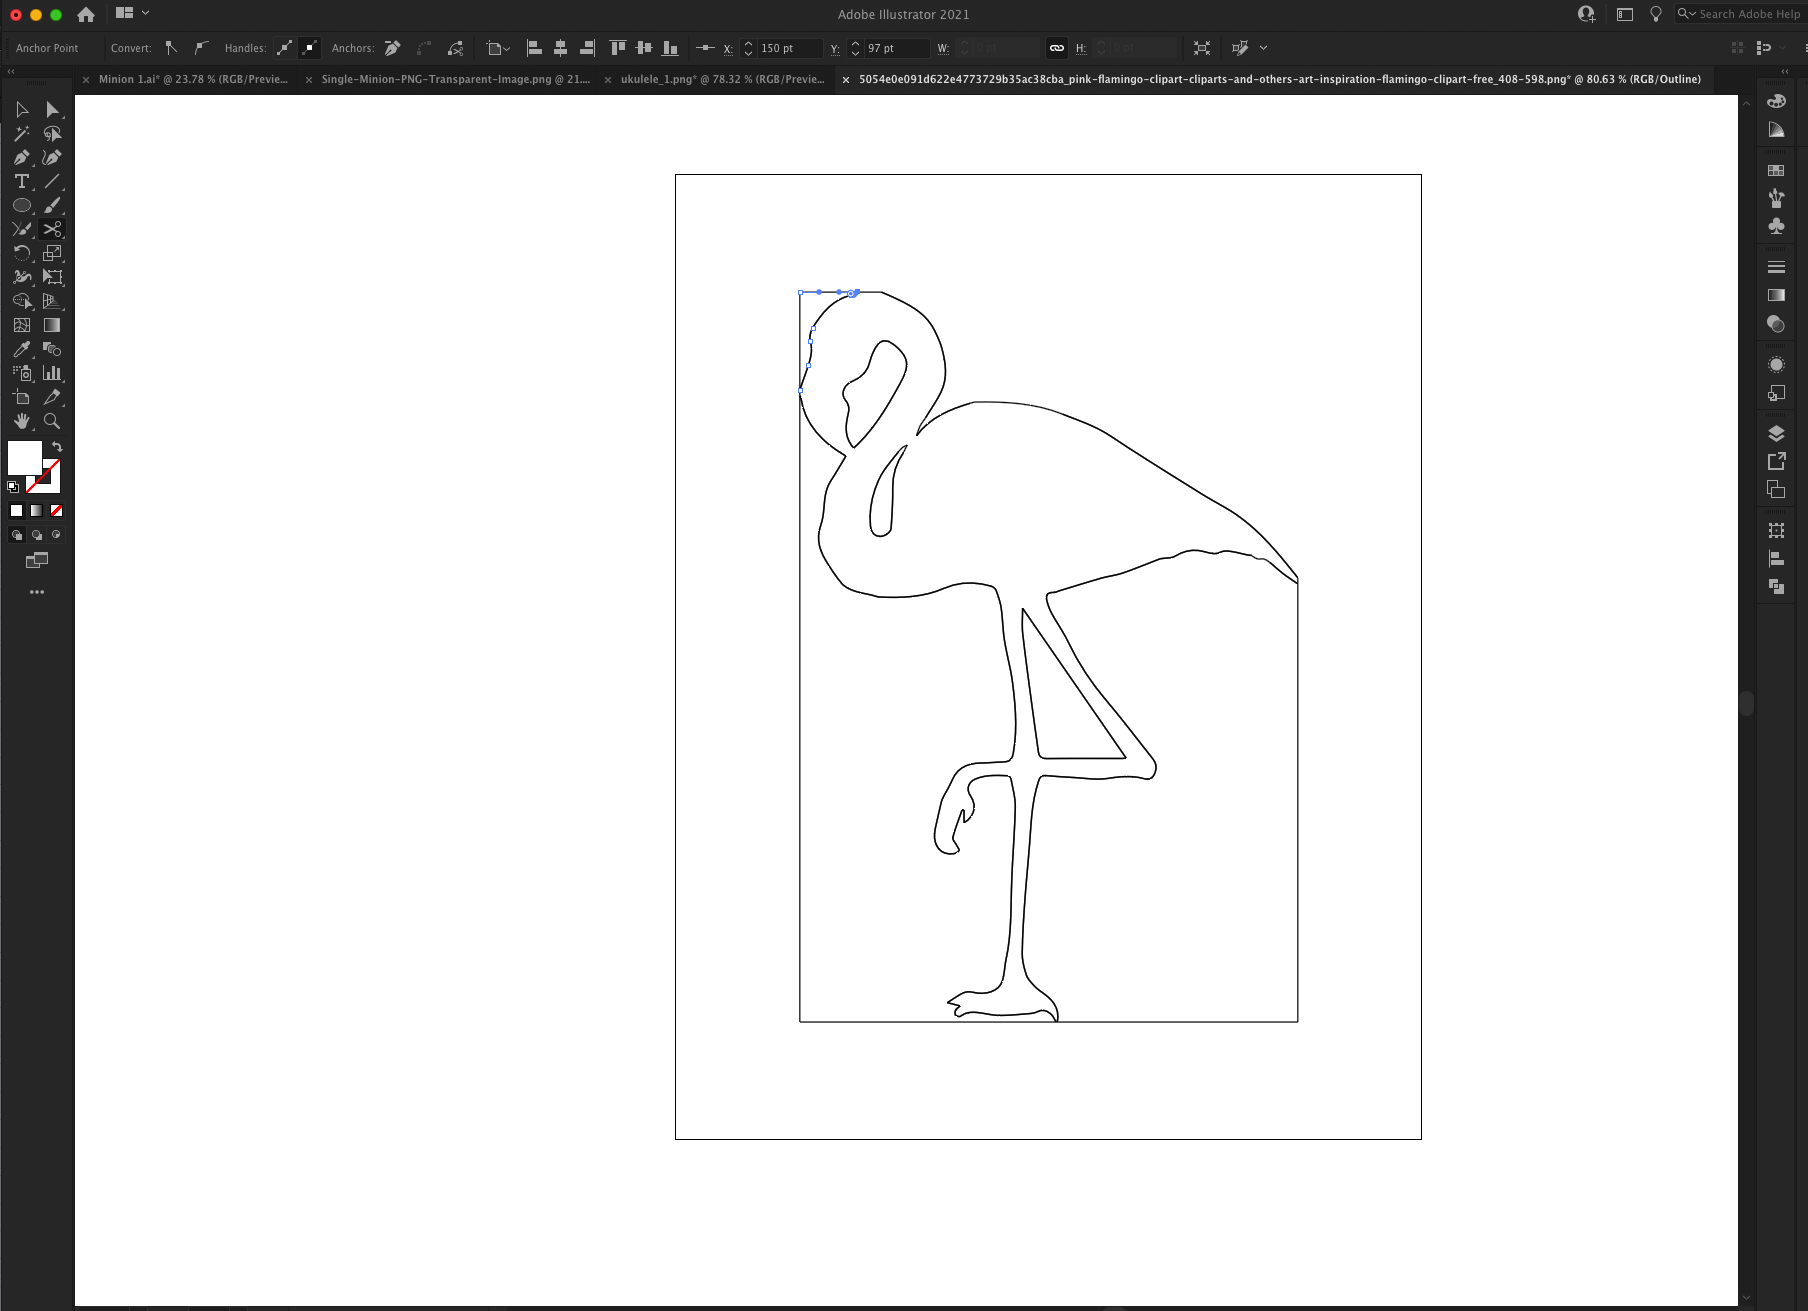 Adobe Illustrator 2021
Search Adobe Help
Anchor Point Convert: Handles: Anchors: X: 150 pt Y: 97 pt W: H:
× Minion 1.ai* @ 23.78 % (RGB/Previe... × Single-Minion-PNG-Transparent-Image.png @ 21.... × ukulele_1.png* @ 78.32 % (RGB/Previe... × 5054e0e091d622e4773729b35ac38cba_pink-flamingo-clipart-cliparts-and-others-art-inspiration-flamingo-clipart-free_408-598.png* @ 80.63 % (RGB/Outline)